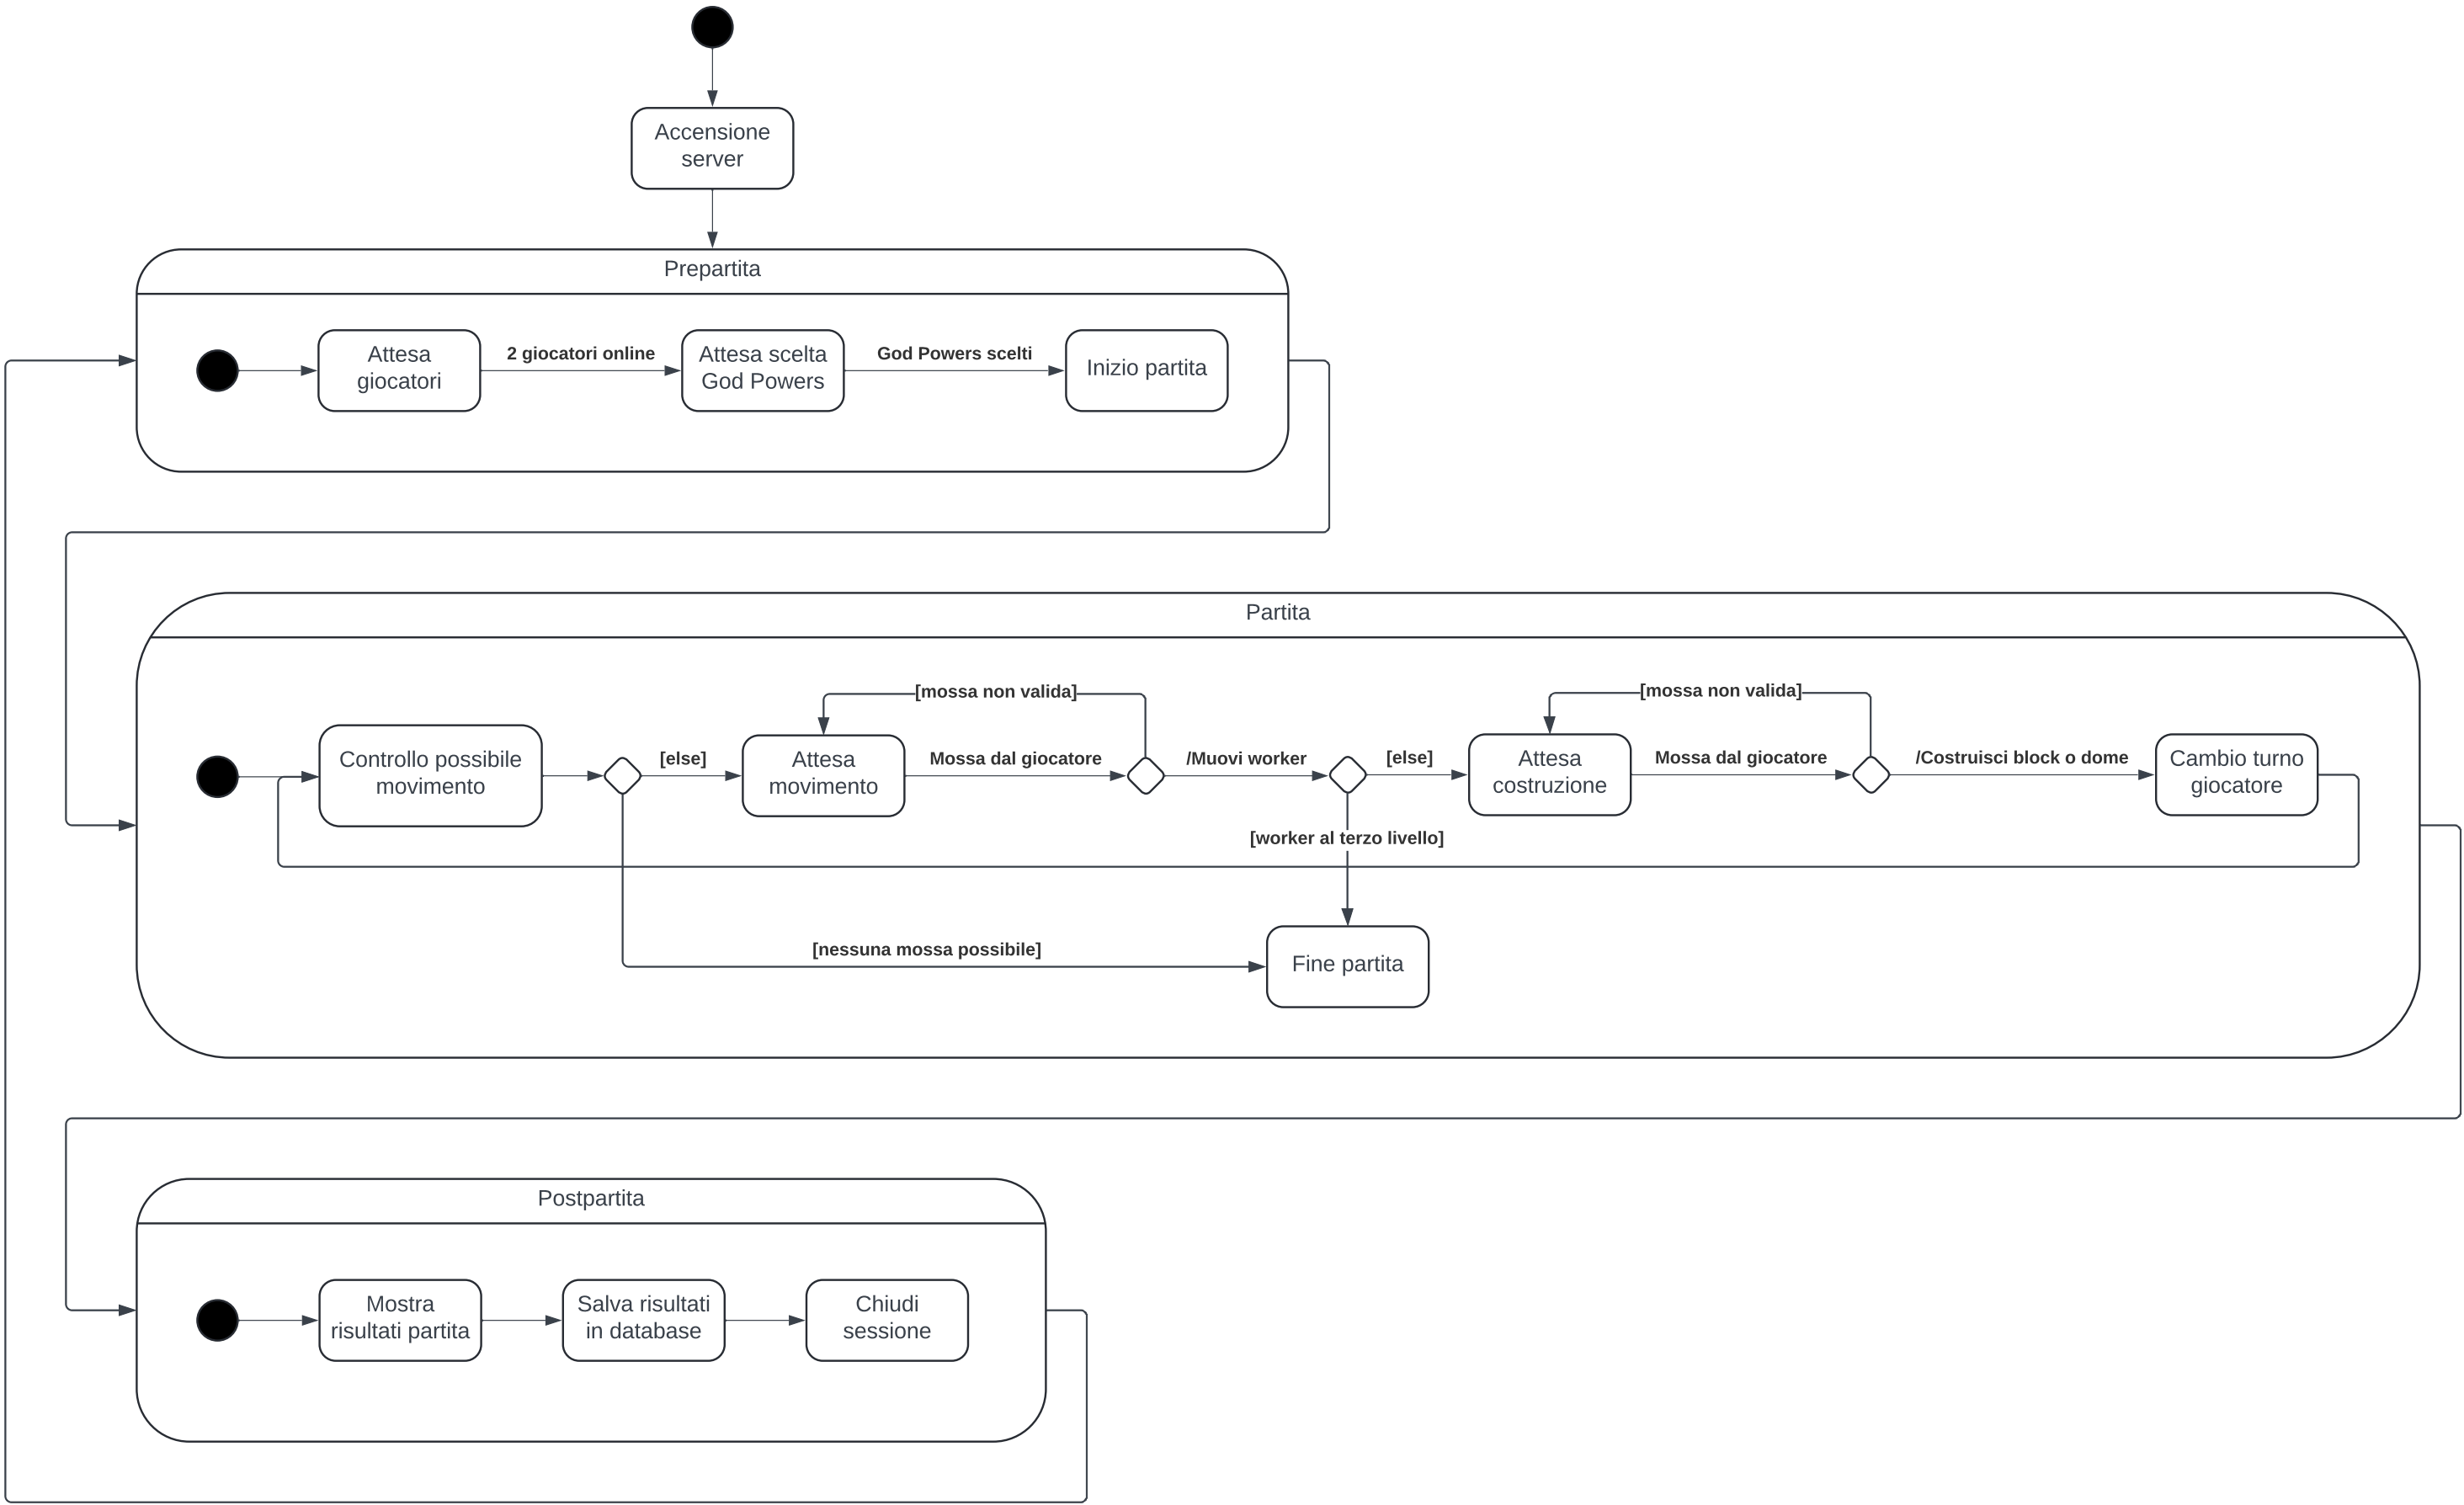 Accensione
server
Prepartita
Attesa
giocatori
2 giocatori online
Attesa scelta
God Powers
God Powers scelti
Inizio partita
Partita
[mossa non valida]
[mossa non valida]
Controllo possibile
movimento
[else]
Attesa
movimento
Mossa dal giocatore
/Muovi worker
[else]
Attesa
costruzione
Mossa dal giocatore
/Costruisci block o dome
Cambio turno
giocatore
[worker al terzo livello]
[nessuna mossa possibile]
Fine partita
Postpartita
Mostra
risultati partita
Salva risultati
in database
Chiudi
sessione